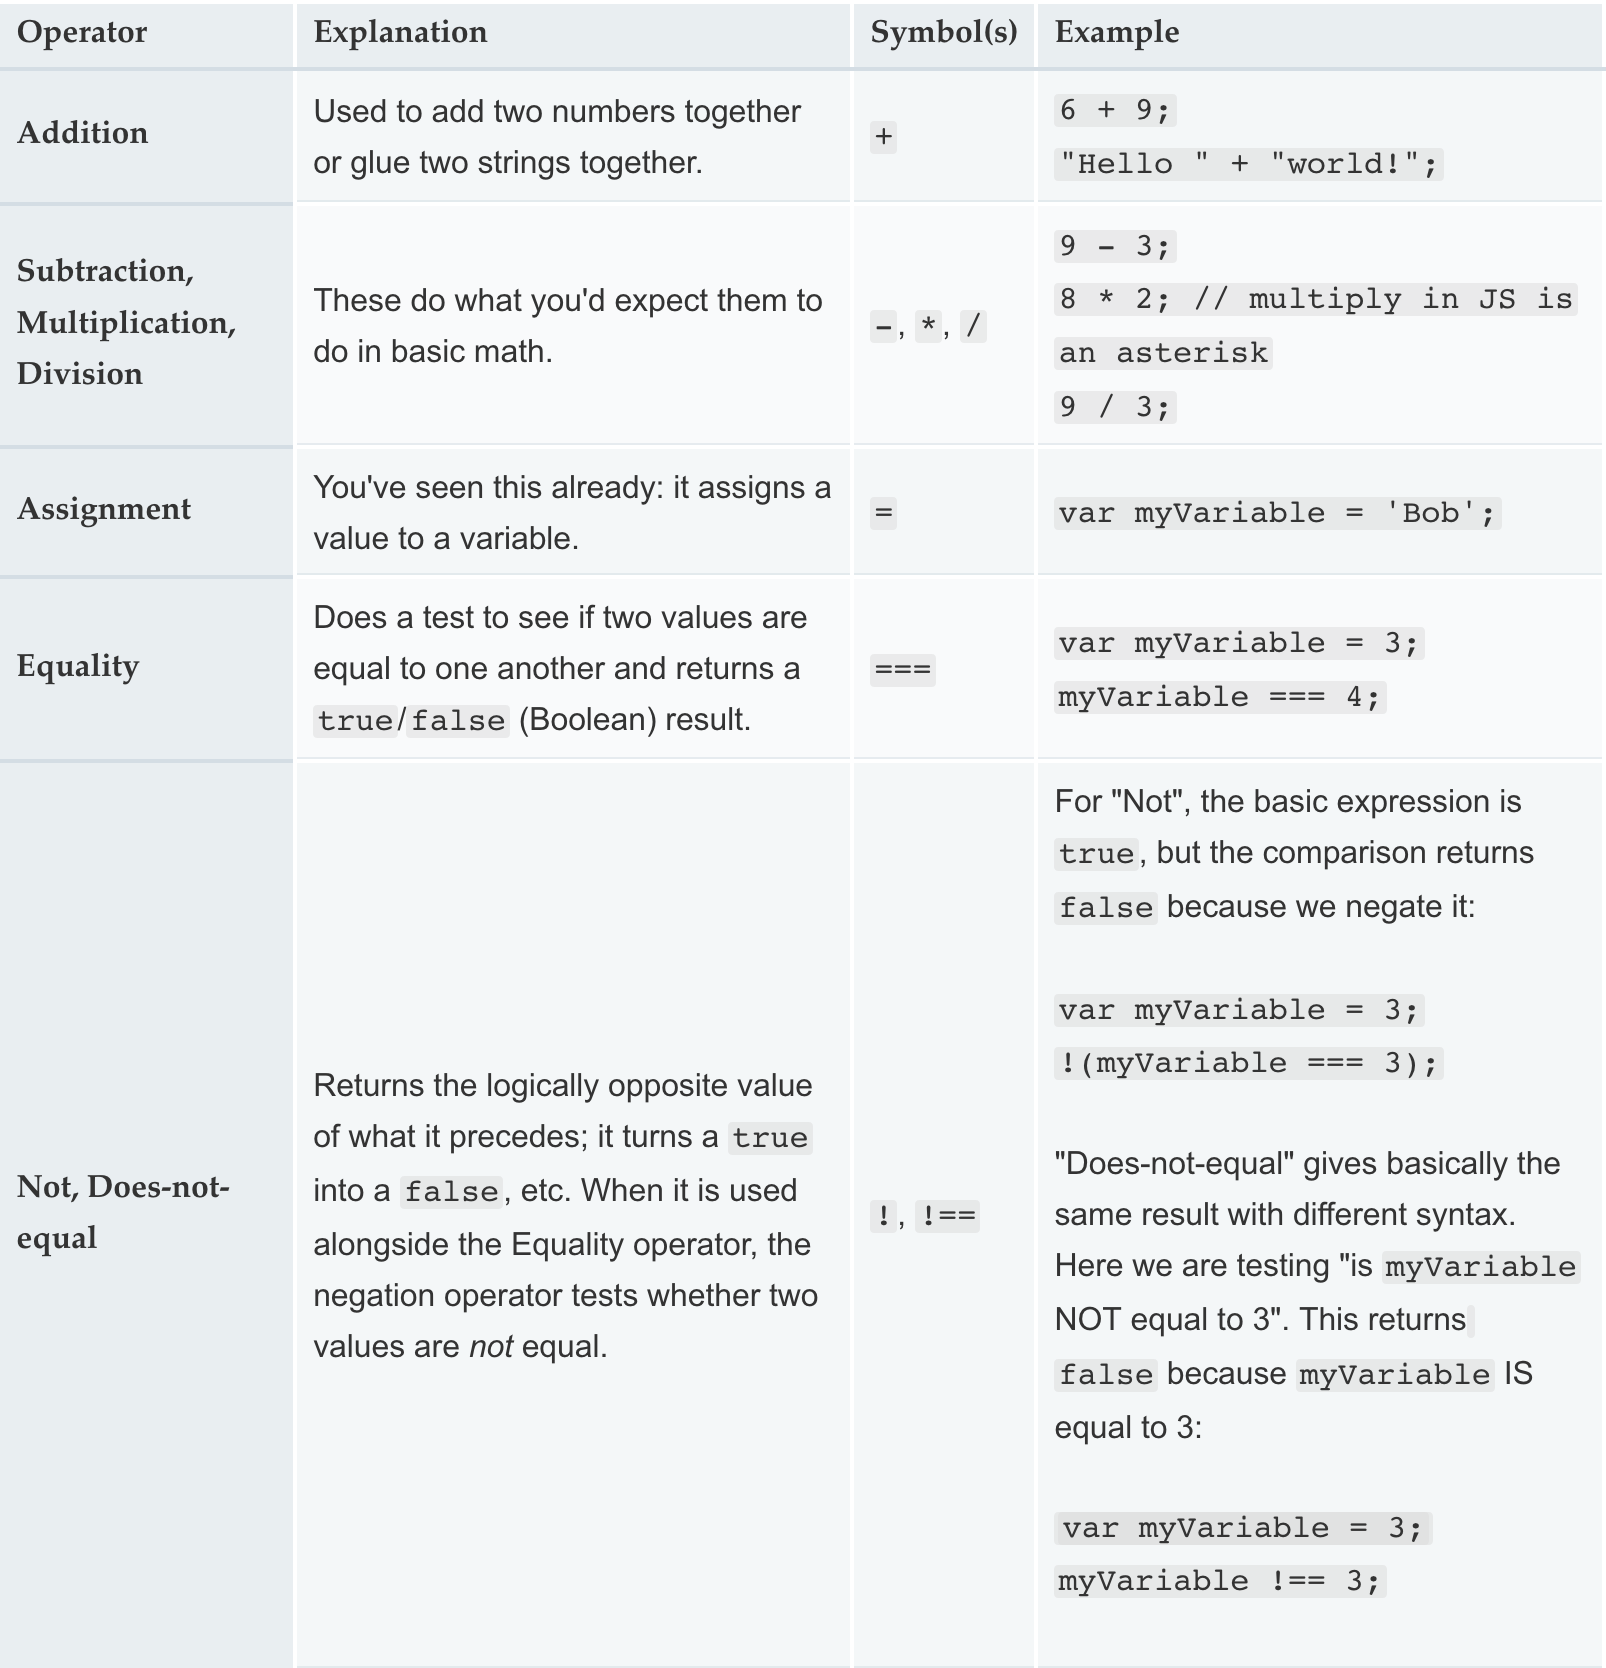 Operator Explanation Symbol(s) Example
Addition
Used to add two numbers together
or glue two strings together.
+
6 + 9;
"Hello " + "world!";
Subtraction,
Multiplication,
Division
These do what you'd expect them to
do in basic math.
-, *, /
9 - 3;
8 * 2; // multiply in JS is
an asterisk
9 / 3;
Assignment
You've seen this already: it assigns a
value to a variable.
=
var myVariable = 'Bob';
Equality
Does a test to see if two values are
equal to one another and returns a
true/false (Boolean) result.
===
var myVariable = 3;
myVariable === 4;
Not, Does-not-
equal
Returns the logically opposite value
of what it precedes; it turns a true
into a false, etc. When it is used
alongside the Equality operator, the
negation operator tests whether two
values are not equal.
!, !==
For "Not", the basic expression is
true, but the comparison returns
false because we negate it:
var myVariable = 3;
!(myVariable === 3);
"Does-not-equal" gives basically the
same result with different syntax.
Here we are testing "is myVariable
NOT equal to 3". This returns
false because myVariable IS
equal to 3:
var myVariable = 3;
myVariable !== 3;